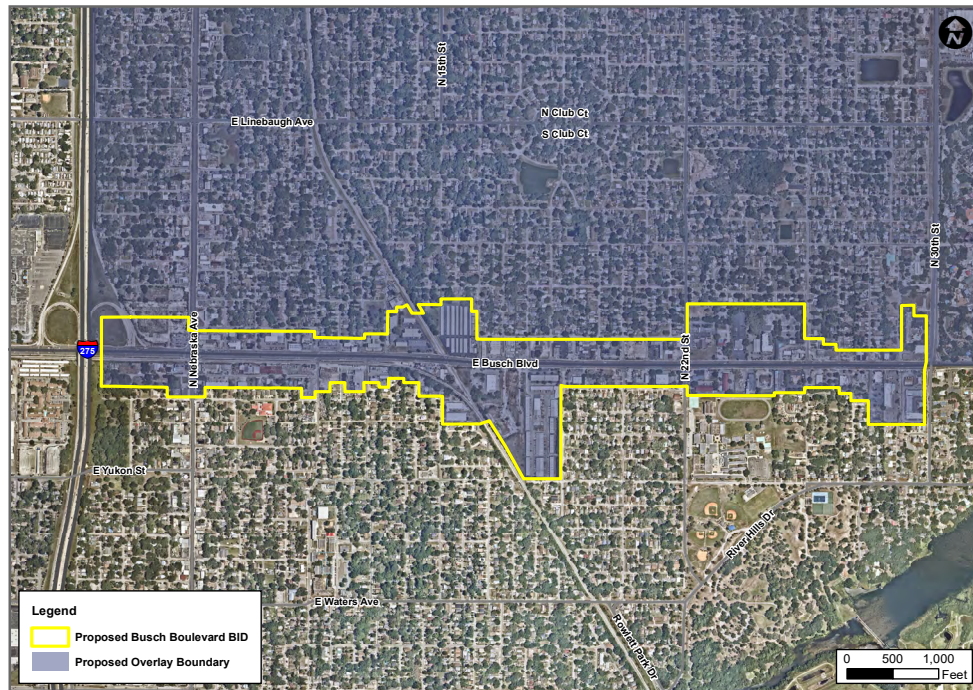 N
N 15th St
N Club Ct
E Linebaugh Ave
S Club Ct
N 30th St
N Nebraska Ave
275
E Busch Blvd
N 22nd St
E Yukon St
River Hills Dr
E Waters Ave
Rowlett Park Dr
Legend
Proposed Busch Boulevard BID
Proposed Overlay Boundary
0 500 1,000
Feet